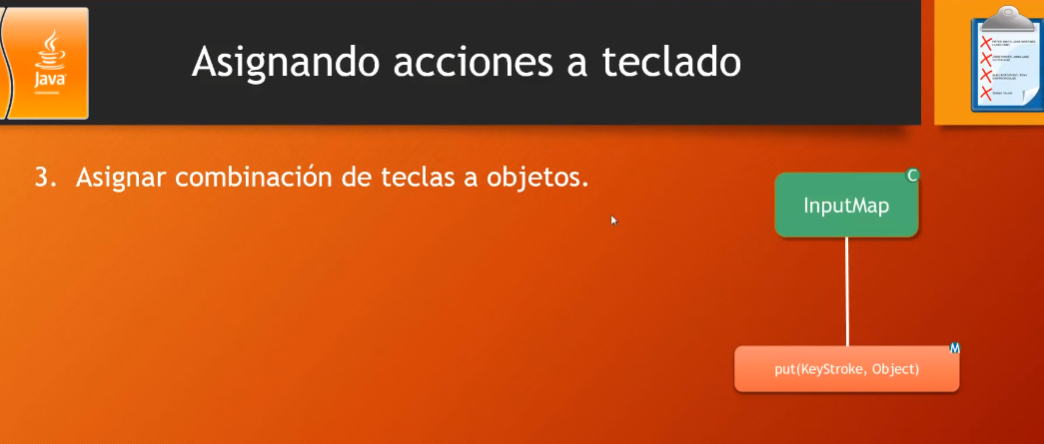 Java
Asignando acciones a teclado
3. Asignar combinación de teclas a objetos.
C
InputMap
M
put(KeyStroke, Object)